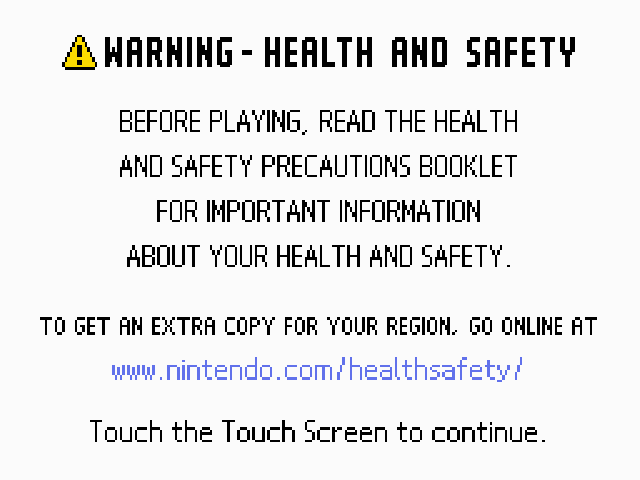 WARNING - HEALTH AND SAFETY
BEFORE PLAYING, READ THE HEALTH
AND SAFETY PRECAUTIONS BOOKLET
FOR IMPORTANT INFORMATION
ABOUT YOUR HEALTH AND SAFETY.
TO GET AN EXTRA COPY FOR YOUR REGION, GO ONLINE AT
www.nintendo.com/healthsafety/
Touch the Touch Screen to continue.